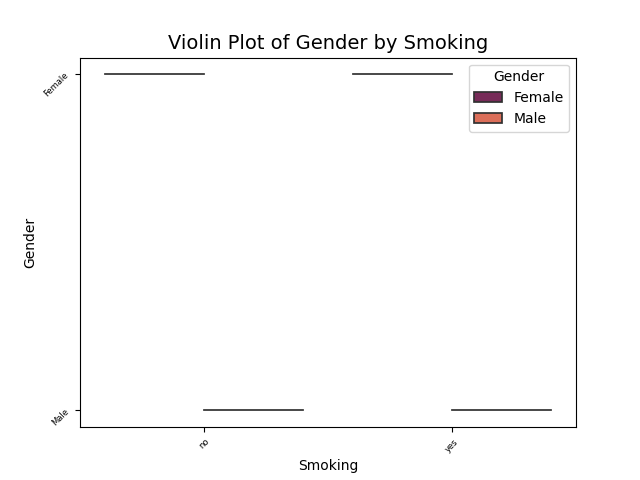 Violin Plot of Gender by Smoking
Female
Gender
Female
Male
Gender
Male
no
yes
Smoking